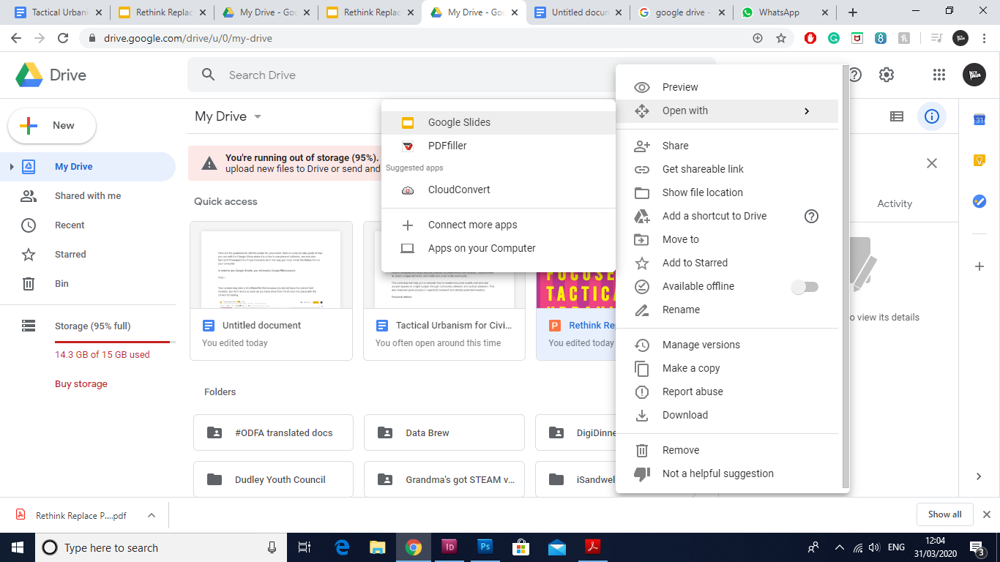 Tactical Urbani
Rethink Replac
My Drive - Goo
Rethink Replac
My Drive - Goo
Untitled docun
google drive -
WhatsApp
drive.google.com/drive/u/0/my-drive
Drive
Search Drive
New
My Drive
Shared with me
Recent
Starred
Bin
Storage (95% full)
14.3 GB of 15 GB used
Buy storage
My Drive
You're running out of storage (95%).
upload new files to Drive or send and
Quick access
Untitled document
You edited today
Tactical Urbanism for Civi...
You often open around this time
FOCUSE
TACTICA
Rethink Re
You edited today
Folders
#ODFA translated docs
Data Brew
DigiDinne
Dudley Youth Council
Grandma's got STEAM v...
iSandwel
Google Slides
PDFfiller
Suggested apps
CloudConvert
Connect more apps
Apps on your Computer
Preview
Open with
Share
Get shareable link
Show file location
Add a shortcut to Drive
Move to
Add to Starred
Available offline
Rename
Manage versions
Make a copy
Report abuse
Download
Remove
Not a helpful suggestion
Activity
o view its details
31
Rethink Replace P....pdf
Show all
Type here to search
ENG
12:04
31/03/2020
3